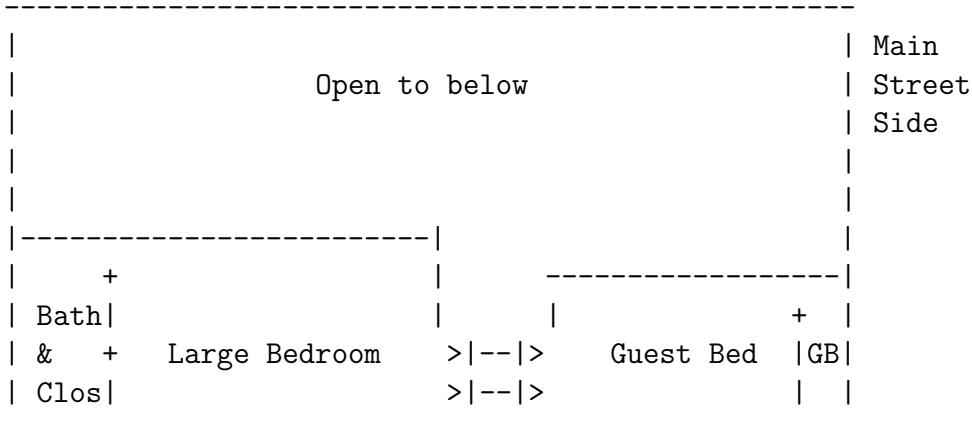 ----------------------------------------------------
|                                                   | Main
|                  Open to below                    | Street
|                                                   | Side
|                                                   |
|                                                   |
|-------------------------|                         |
|     +                   |      ------------------|
| Bath|                   |      |              +  |
| &   +   Large Bedroom    >|--|>    Guest Bed  |GB|
| Clos|                    >|--|>               |  |